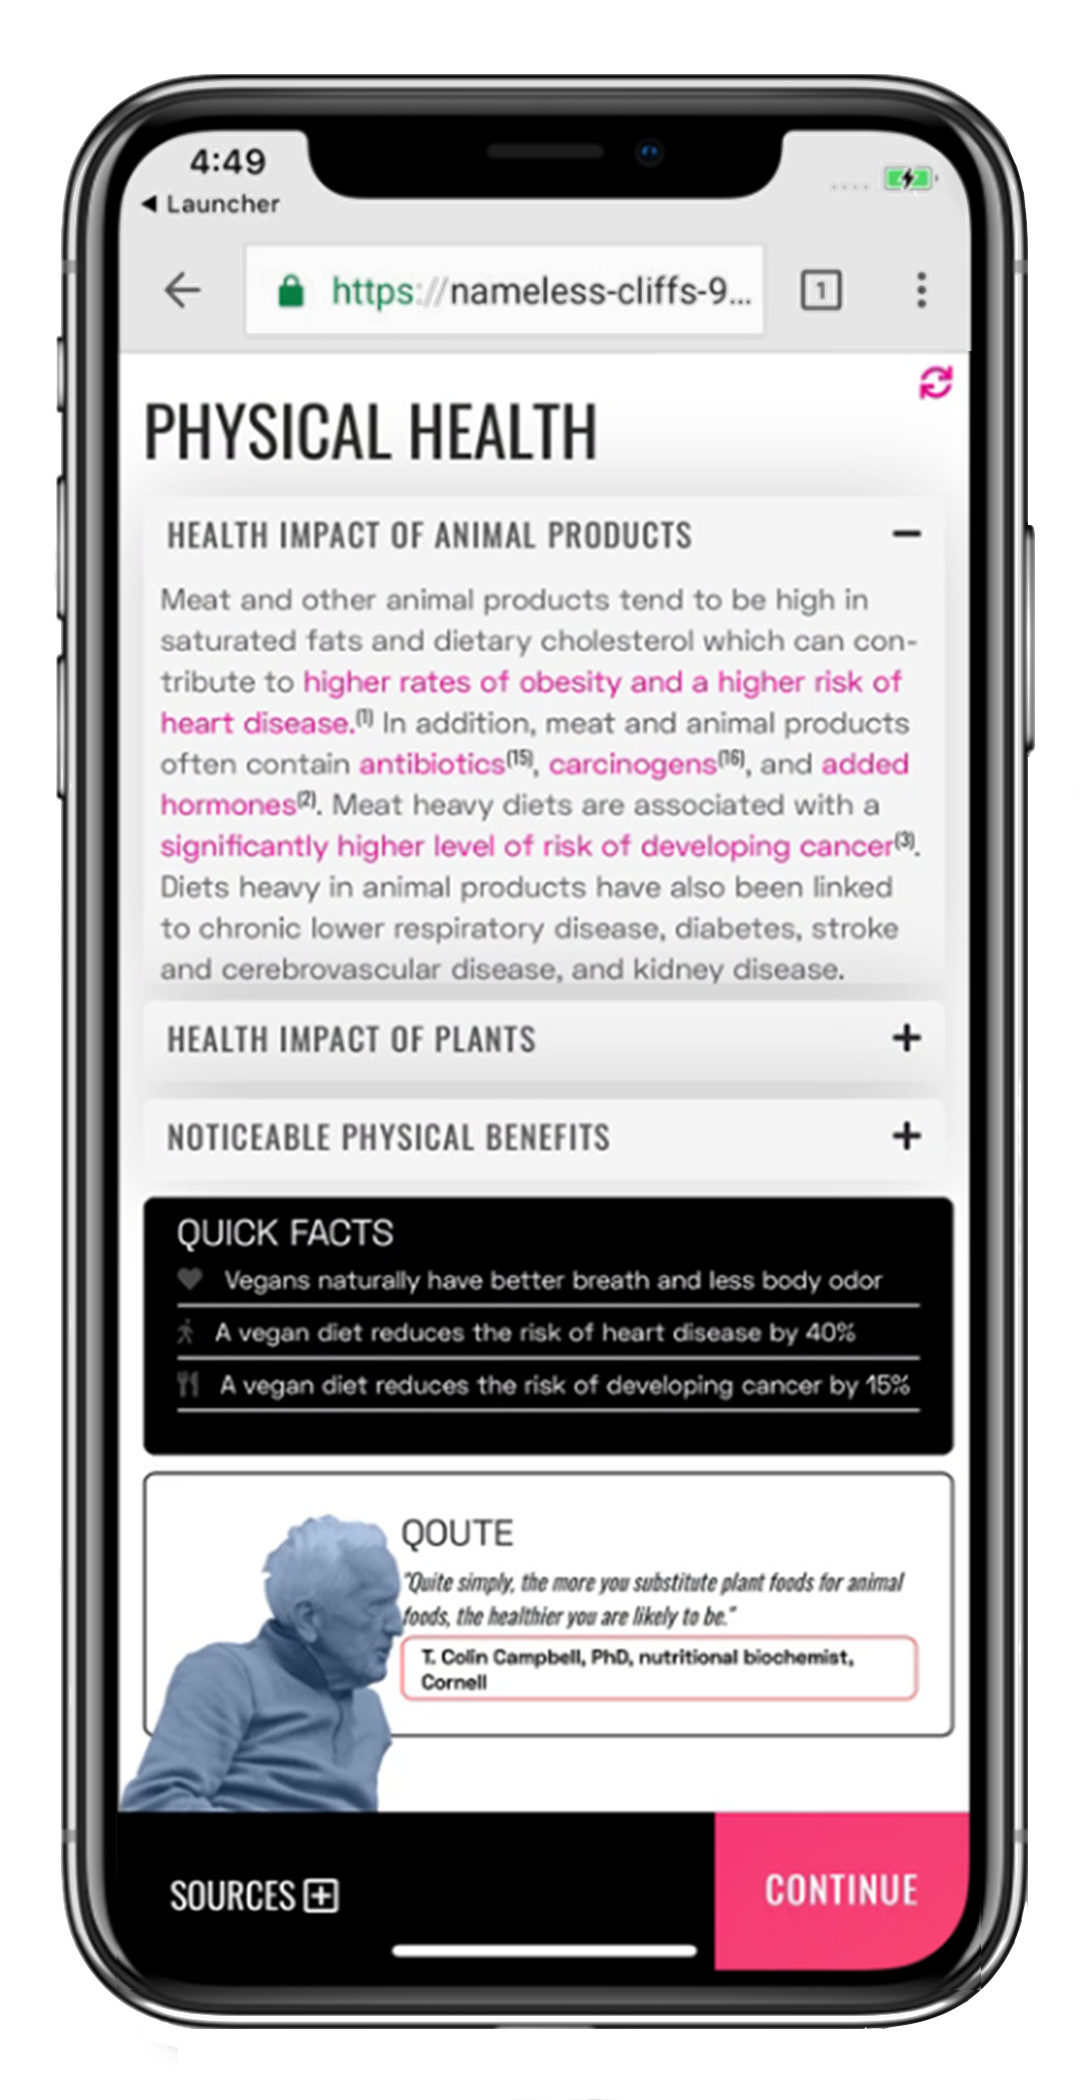 4:49
◀ Launcher
https://nameless-cliffs-9...
1
PHYSICAL HEALTH
HEALTH IMPACT OF ANIMAL PRODUCTS
Meat and other animal products tend to be high in
saturated fats and dietary cholesterol which can con-
tribute to higher rates of obesity and a higher risk of
heart disease.(1) In addition, meat and animal products
often contain antibiotics(15), carcinogens(16), and added
hormones(2). Meat heavy diets are associated with a
significantly higher level of risk of developing cancer(3).
Diets heavy in animal products have also been linked
to chronic lower respiratory disease, diabetes, stroke
and cerebrovascular disease, and kidney disease.
HEALTH IMPACT OF PLANTS
NOTICEABLE PHYSICAL BENEFITS
QUICK FACTS
Vegans naturally have better breath and less body odor
A vegan diet reduces the risk of heart disease by 40%
A vegan diet reduces the risk of developing cancer by 15%
QOUTE
"Quite simply, the more you substitute plant foods for animal
foods, the healthier you are likely to be."
T. Colin Campbell, PhD, nutritional biochemist,
Cornell
SOURCES
CONTINUE